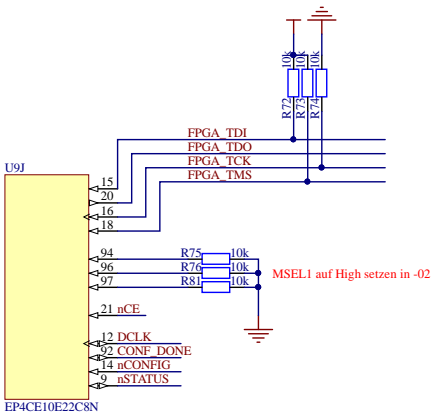 10k
10k
10k
R72
R73
R74
FPGA_TDI
FPGA_TDO
FPGA_TCK
FPGA_TMS
U9J
15
20
16
18
94 R75 10k
96 R76 10k
97 R81 10k
MSEL1 auf High setzen in -02
21 nCE
12 DCLK
92 CONF_DONE
14 nCONFIG
9 nSTATUS
EP4CE10E22C8N